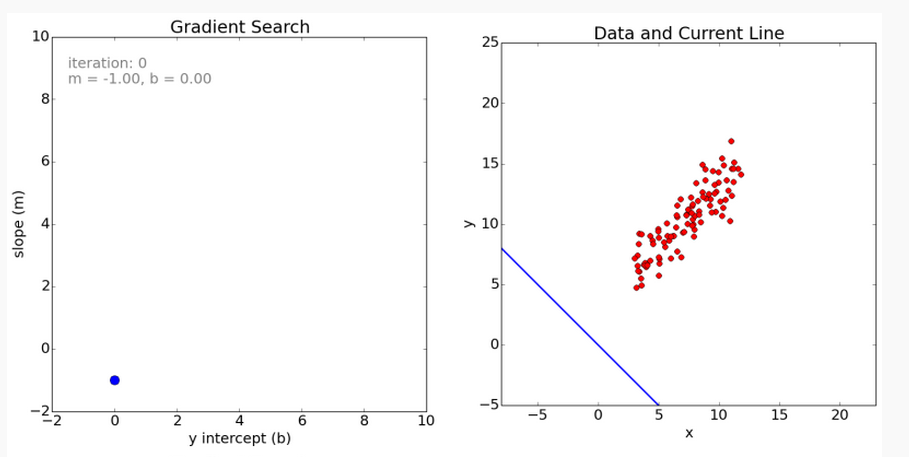 Gradient Search
iteration: 0
m = -1.00, b = 0.00
10
8
6
4
2
0
−2
slope (m)
−2 0 2 4 6 8 10
y intercept (b)
Data and Current Line
25
20
15
10
5
0
−5
y
−5 0 5 10 15 20
x